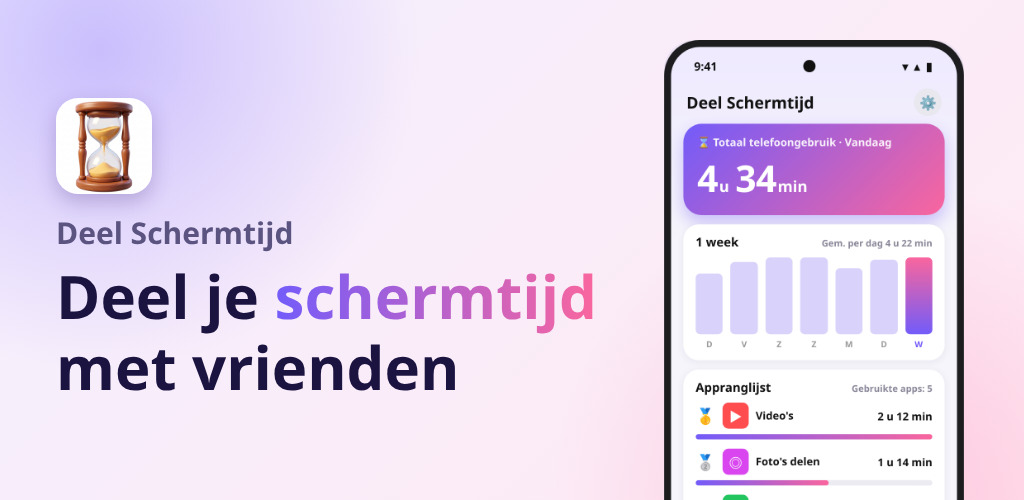 Deel Schermtijd
Deel je schermtijd
met vrienden
9:41
Deel Schermtijd
Totaal telefoongebruik · Vandaag
4u 34min
1 week
Gem. per dag 4 u 22 min
D V Z Z M D W
Appranglijst
Gebruikte apps: 5
Video's
2 u 12 min
Foto's delen
1 u 14 min